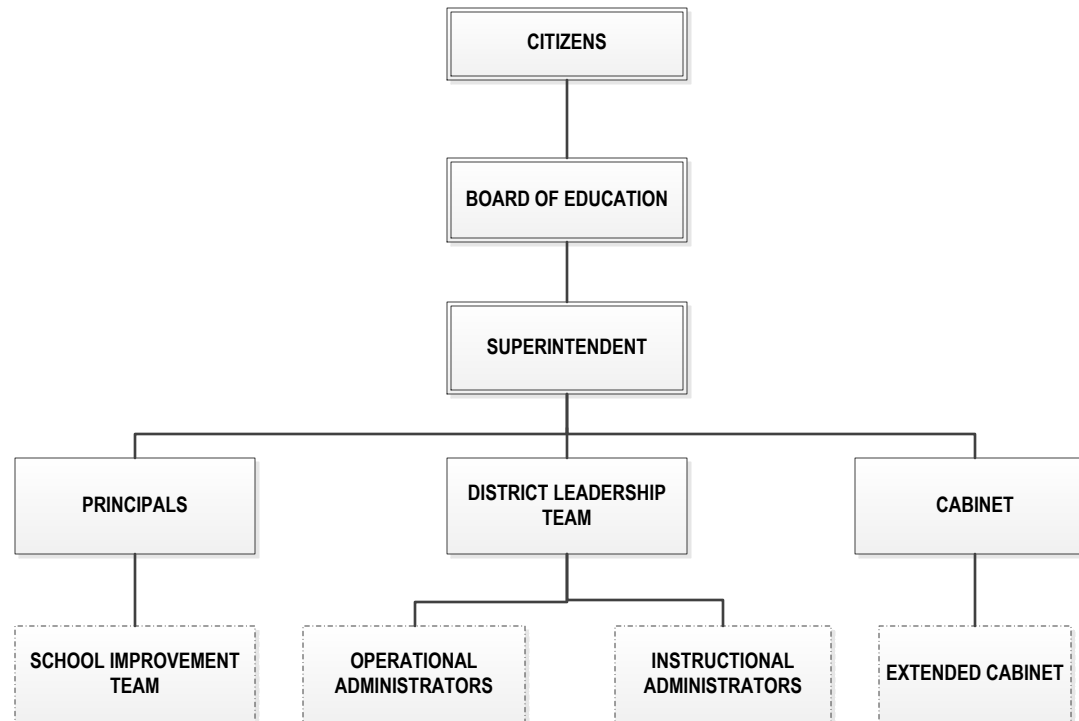 CITIZENS
BOARD OF EDUCATION
SUPERINTENDENT
PRINCIPALS
DISTRICT LEADERSHIP
TEAM
CABINET
SCHOOL IMPROVEMENT
TEAM
OPERATIONAL
ADMINISTRATORS
INSTRUCTIONAL
ADMINISTRATORS
EXTENDED CABINET